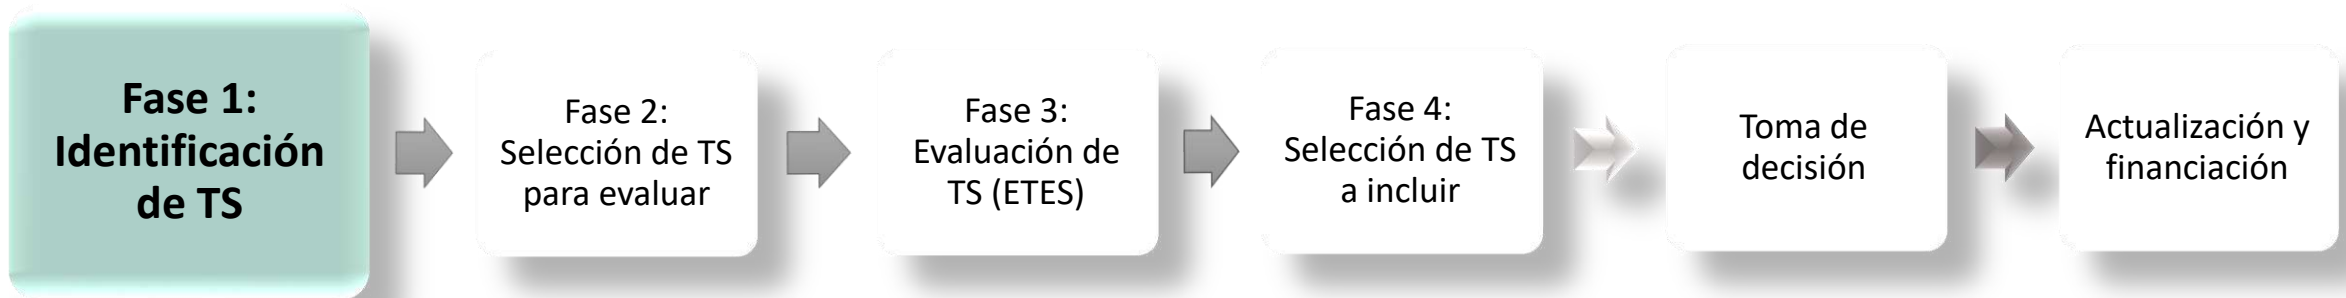 Fase 1:
Identificación
de TS
Fase 2:
Selección de TS
para evaluar
Fase 3:
Evaluación de
TS (ETES)
Fase 4:
Selección de TS
a incluir
Toma de
decisión
Actualización y
financiación